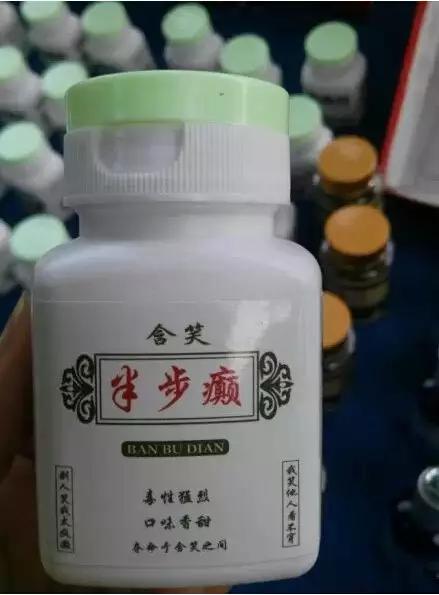 含笑
半步癫
BAN BU DIAN
毒性猛烈
口味香甜
夺命于含笑之间
别人笑我太疯癫
我笑他人看不穿